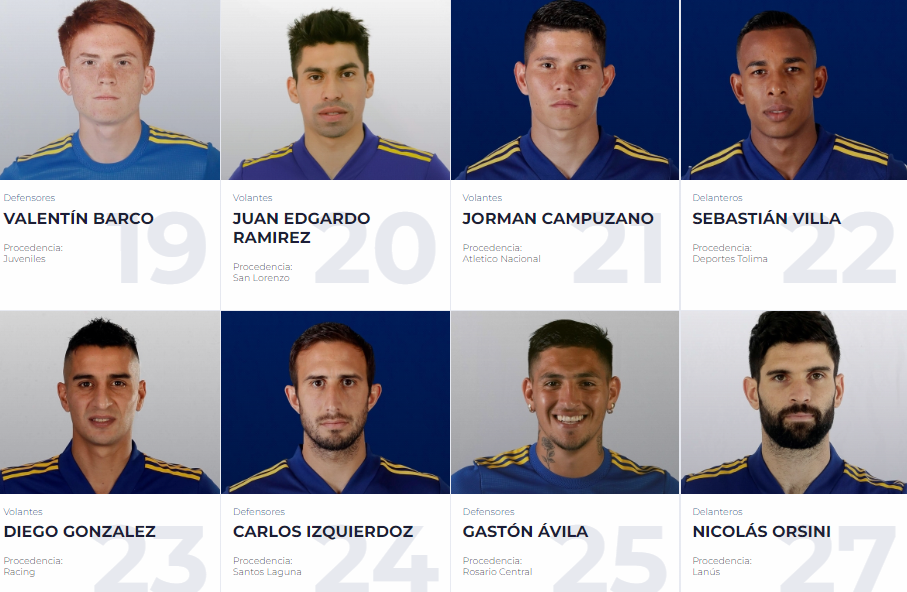 Defensores
VALENTÍN BARCO
19
Procedencia:
Juveniles
Volantes
JUAN EDGARDO
RAMIREZ
20
Procedencia:
San Lorenzo
Volantes
JORMAN CAMPUZANO
21
Procedencia:
Atletico Nacional
Delanteros
SEBASTIÁN VILLA
22
Procedencia:
Deportes Tolima
Volantes
DIEGO GONZALEZ
23
Procedencia:
Racing
Defensores
CARLOS IZQUIERDOZ
24
Procedencia:
Santos Laguna
Defensores
GASTÓN ÁVILA
25
Procedencia:
Rosario Central
Delanteros
NICOLÁS ORSINI
27
Procedencia:
Lanús